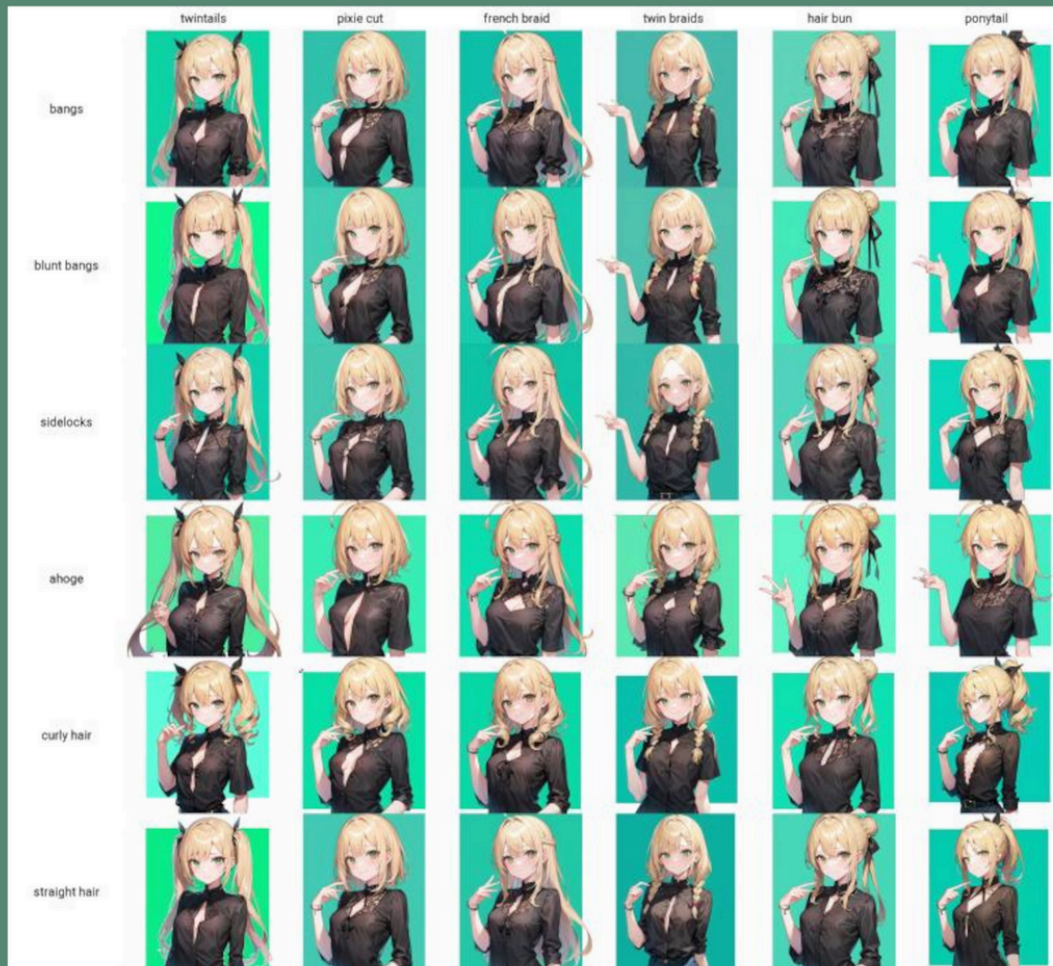 twintails pixie cut french braid twin braids hair bun ponytail
bangs
blunt bangs
sidelocks
ahoge
curly hair
straight hair